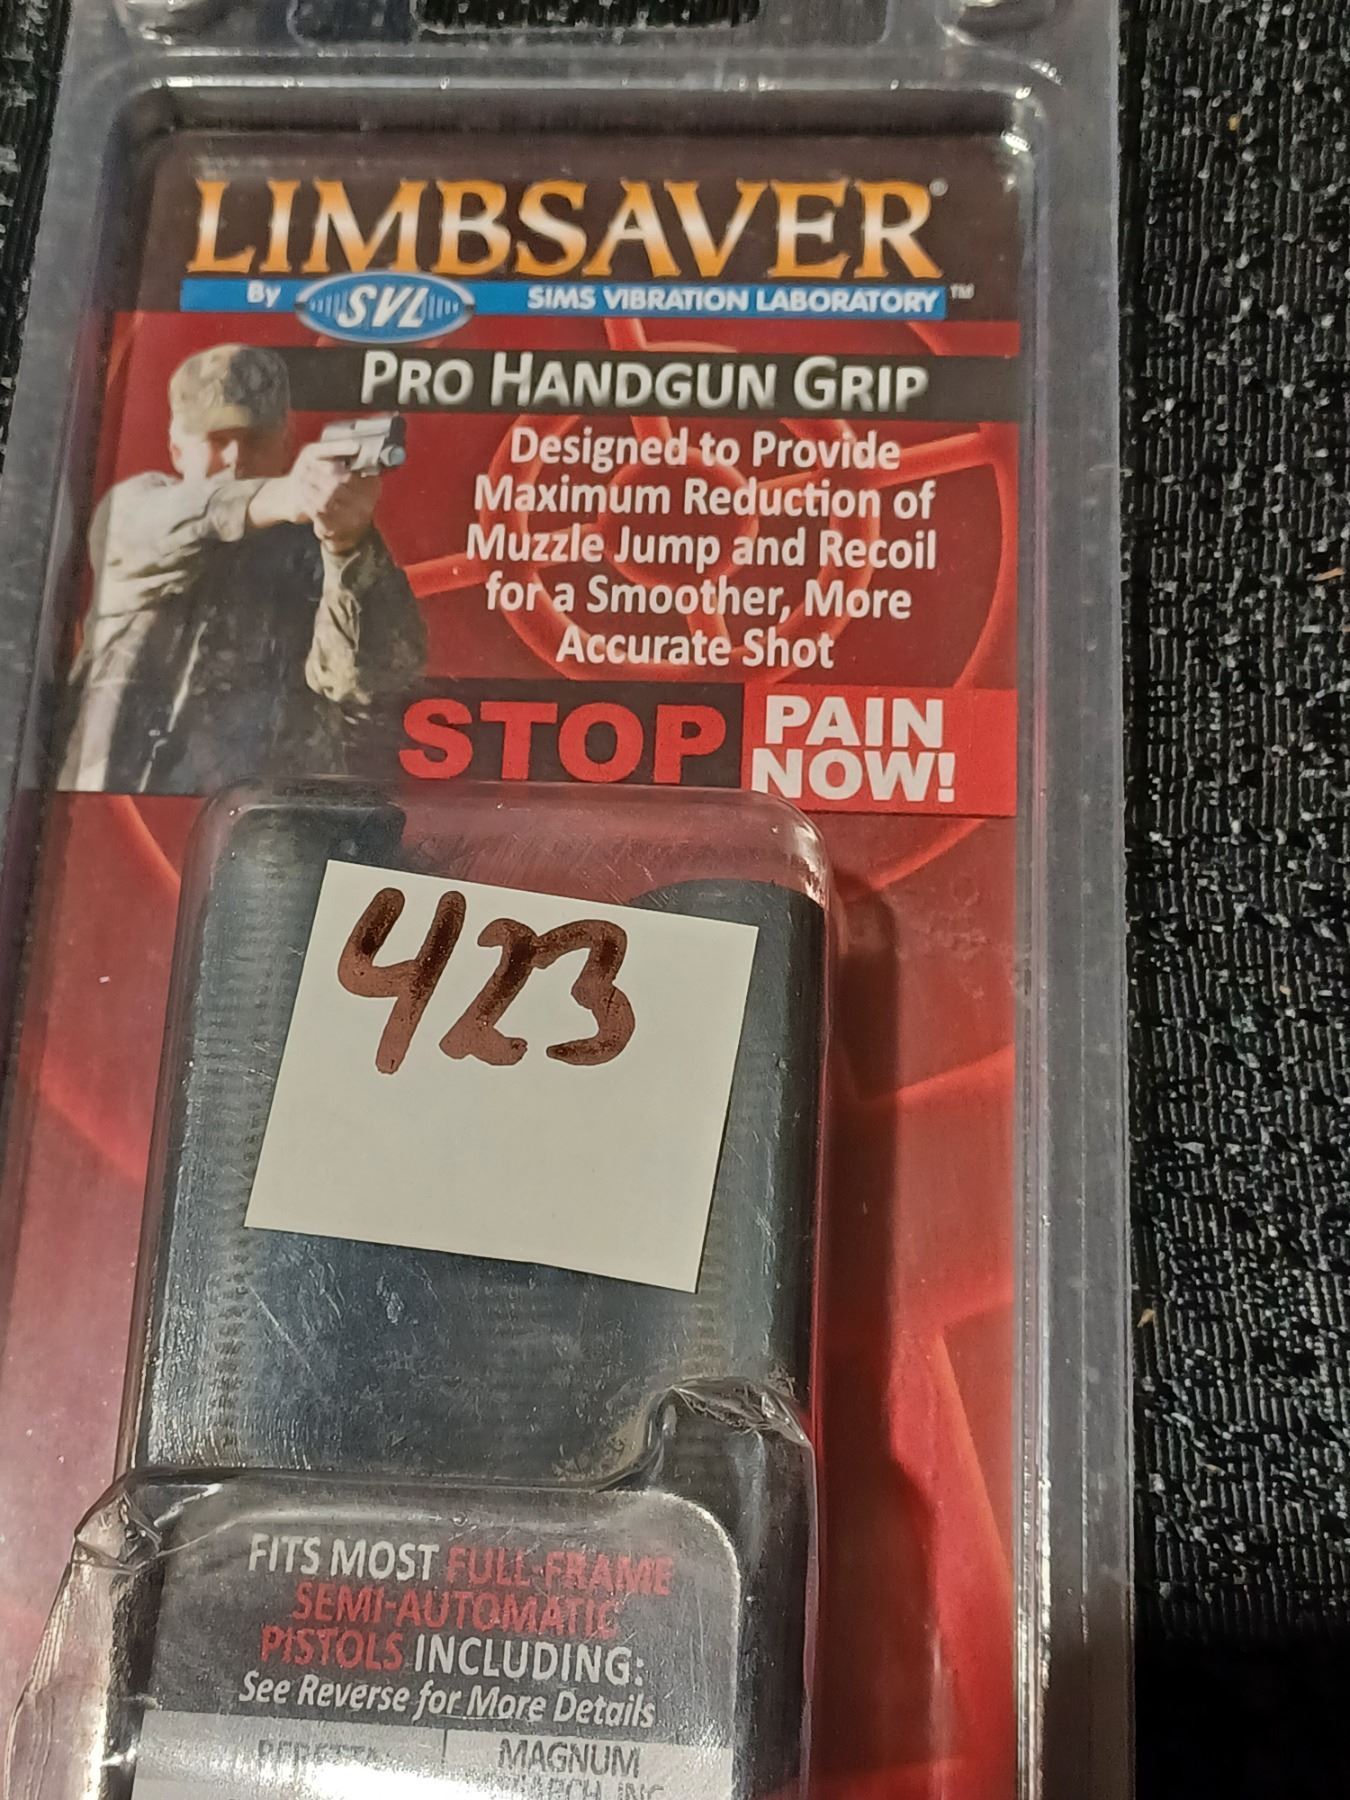 LIMBSAVER®
By SVL SIMS VIBRATION LABORATORY™
PRO HANDGUN GRIP
Designed to Provide
Maximum Reduction of
Muzzle Jump and Recoil
for a Smoother, More
Accurate Shot
STOP PAIN
NOW!
423
FITS MOST FULL-FRAME
SEMI-AUTOMATIC
PISTOLS INCLUDING:
See Reverse for More Details
BERETTA MAGNUM